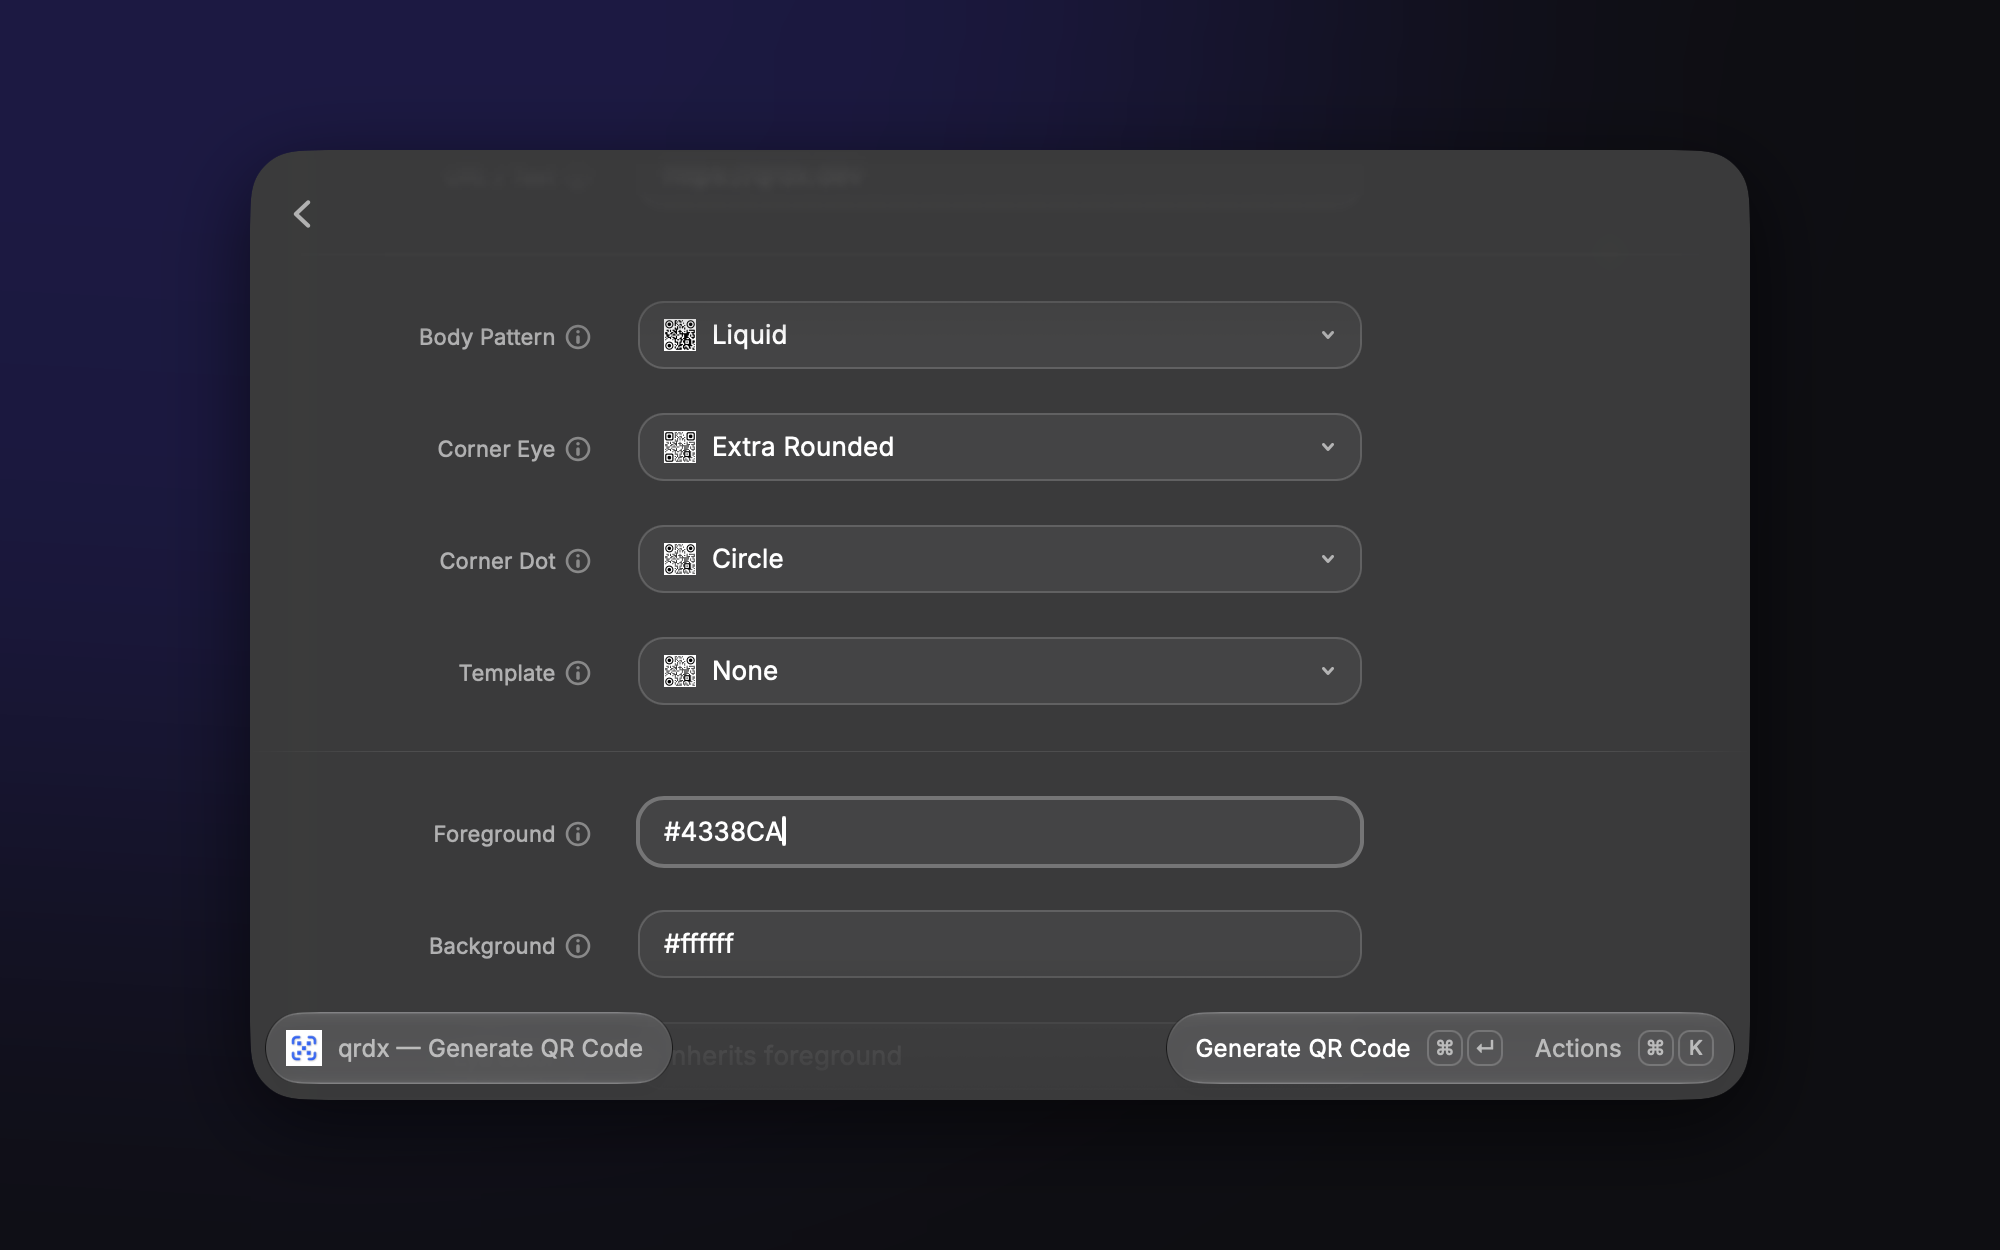 Body Pattern
Liquid
Corner Eye
Extra Rounded
Corner Dot
Circle
Template
None
Foreground
#4338CA
Background
#ffffff
qrdx — Generate QR Code
nherits foreground
Generate QR Code ⌘ ↵
Actions ⌘ K